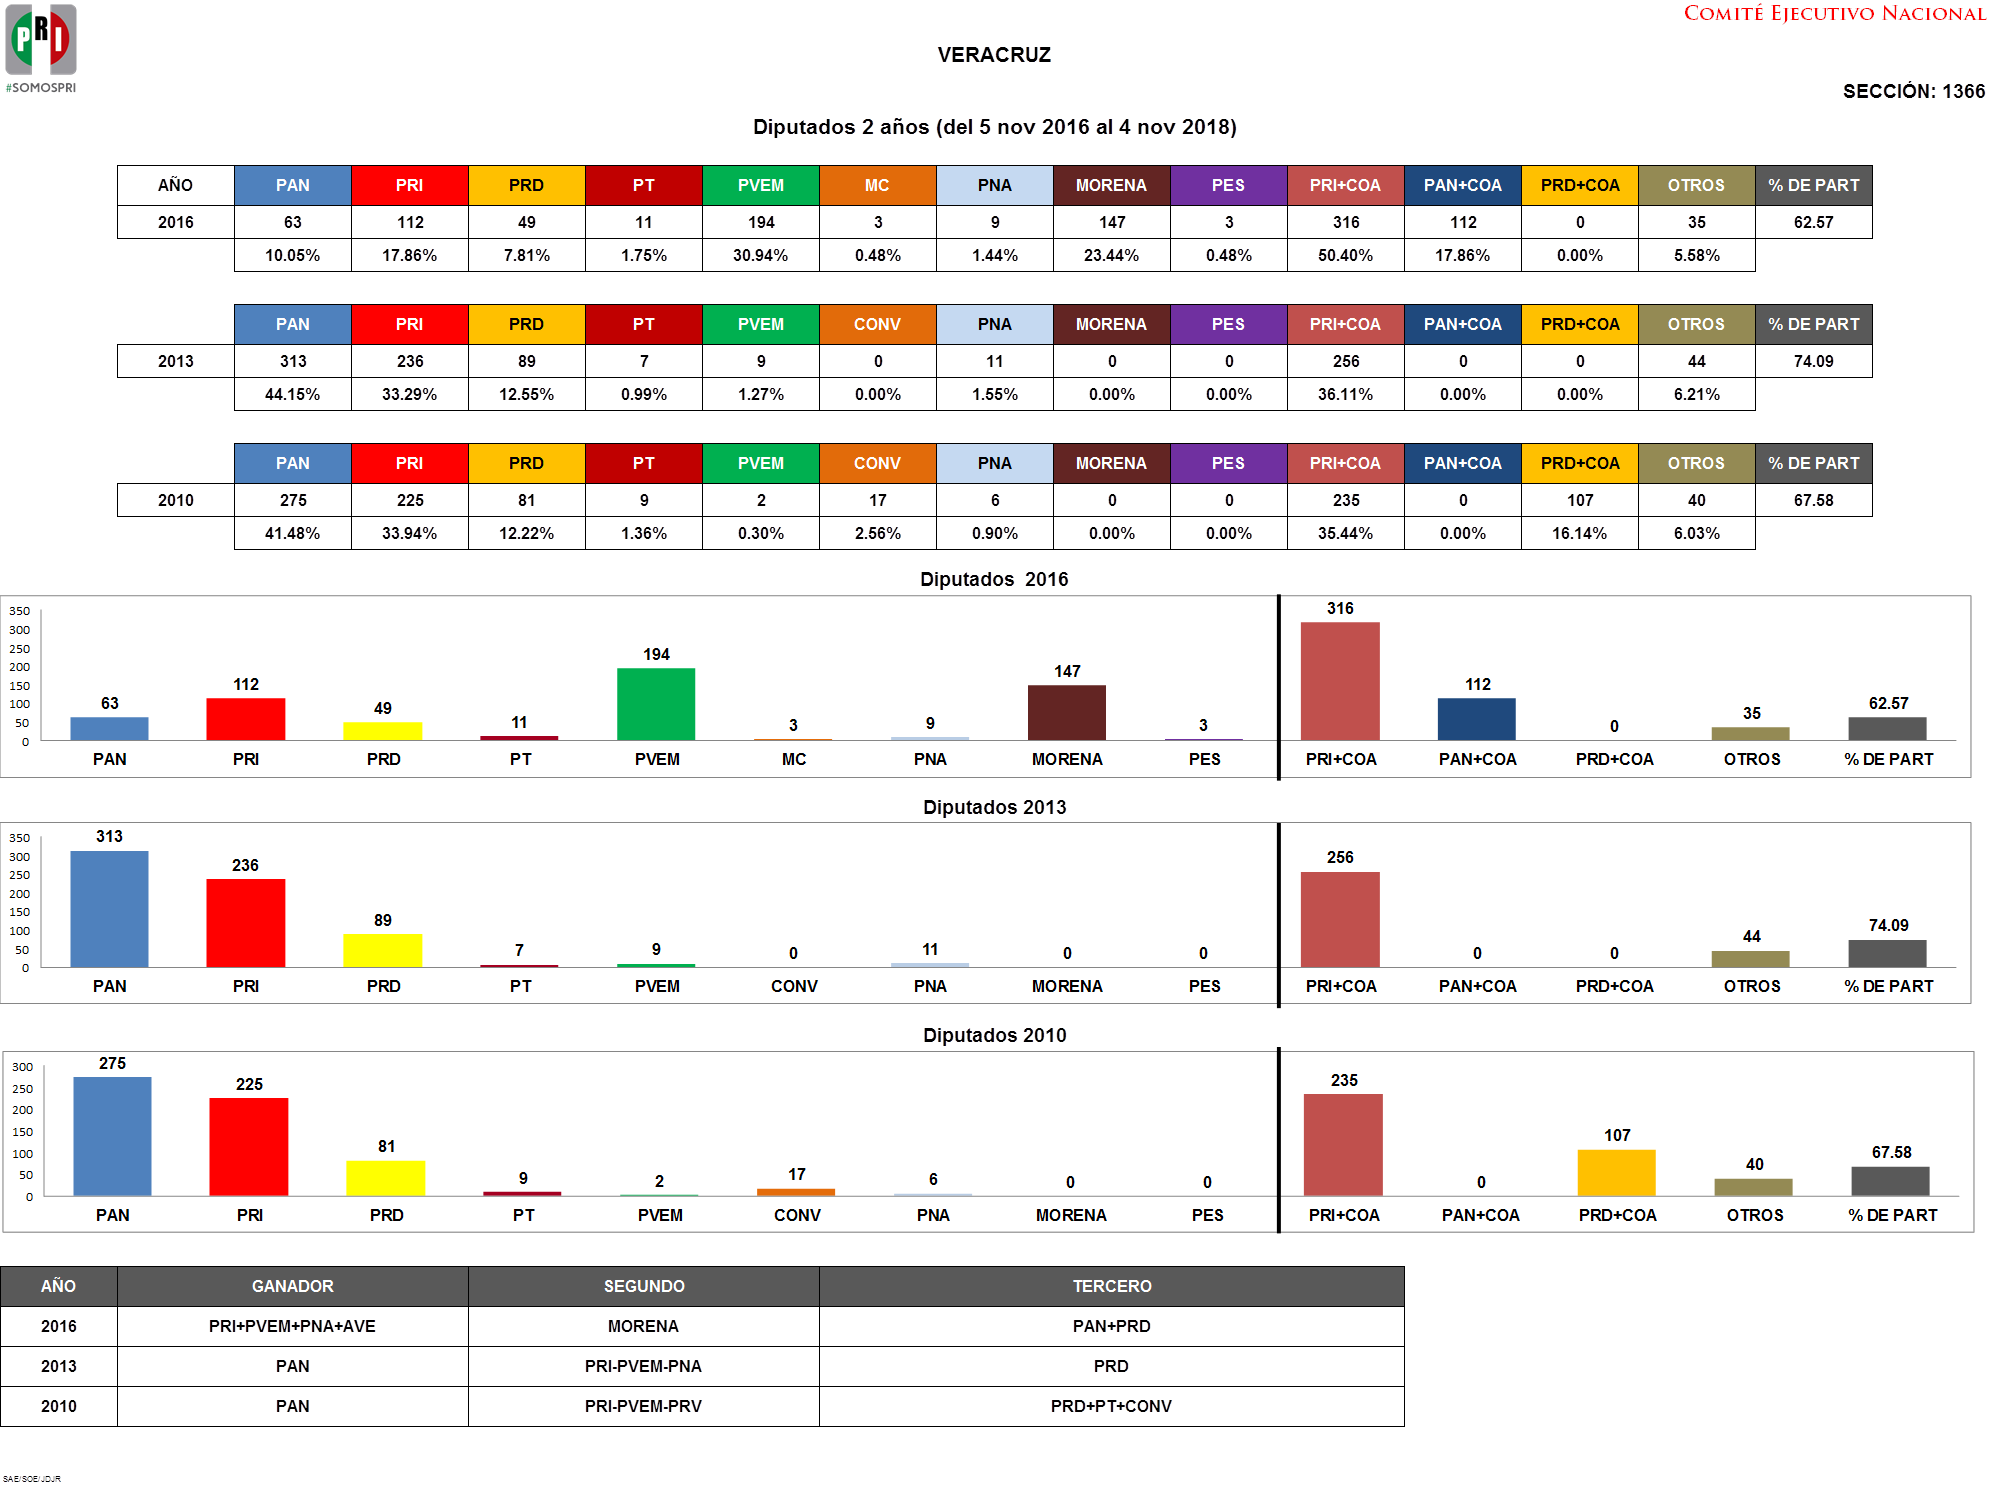 PRI
#SOMOSPRI
COMITÉ EJECUTIVO NACIONAL
VERACRUZ
SECCIÓN: 1366
Diputados 2 años (del 5 nov 2016 al 4 nov 2018)
AÑO PAN PRI PRD PT PVEM MC PNA MORENA PES PRI+COA PAN+COA PRD+COA OTROS % DE PART
2016 63 112 49 11 194 3 9 147 3 316 112 0 35 62.57
10.05% 17.86% 7.81% 1.75% 30.94% 0.48% 1.44% 23.44% 0.48% 50.40% 17.86% 0.00% 5.58%
PAN PRI PRD PT PVEM CONV PNA MORENA PES PRI+COA PAN+COA PRD+COA OTROS % DE PART
2013 313 236 89 7 9 0 11 0 0 256 0 0 44 74.09
44.15% 33.29% 12.55% 0.99% 1.27% 0.00% 1.55% 0.00% 0.00% 36.11% 0.00% 0.00% 6.21%
PAN PRI PRD PT PVEM CONV PNA MORENA PES PRI+COA PAN+COA PRD+COA OTROS % DE PART
2010 275 225 81 9 2 17 6 0 0 235 0 107 40 67.58
41.48% 33.94% 12.22% 1.36% 0.30% 2.56% 0.90% 0.00% 0.00% 35.44% 0.00% 16.14% 6.03%
Diputados 2016
350
300
250
200
150
100
50
0
63 112 49 11 194 3 9 147 3 316 112 0 35 62.57
PAN PRI PRD PT PVEM MC PNA MORENA PES PRI+COA PAN+COA PRD+COA OTROS % DE PART
Diputados 2013
350
300
250
200
150
100
50
0
313 236 89 7 9 0 11 0 0 256 0 0 44 74.09
PAN PRI PRD PT PVEM CONV PNA MORENA PES PRI+COA PAN+COA PRD+COA OTROS % DE PART
Diputados 2010
300
250
200
150
100
50
0
275 225 81 9 2 17 6 0 0 235 0 107 40 67.58
PAN PRI PRD PT PVEM CONV PNA MORENA PES PRI+COA PAN+COA PRD+COA OTROS % DE PART
AÑO GANADOR SEGUNDO TERCERO
2016 PRI+PVEM+PNA+AVE MORENA PAN+PRD
2013 PAN PRI-PVEM-PNA PRD
2010 PAN PRI-PVEM-PRV PRD+PT+CONV
SAE/SOE/JDJR